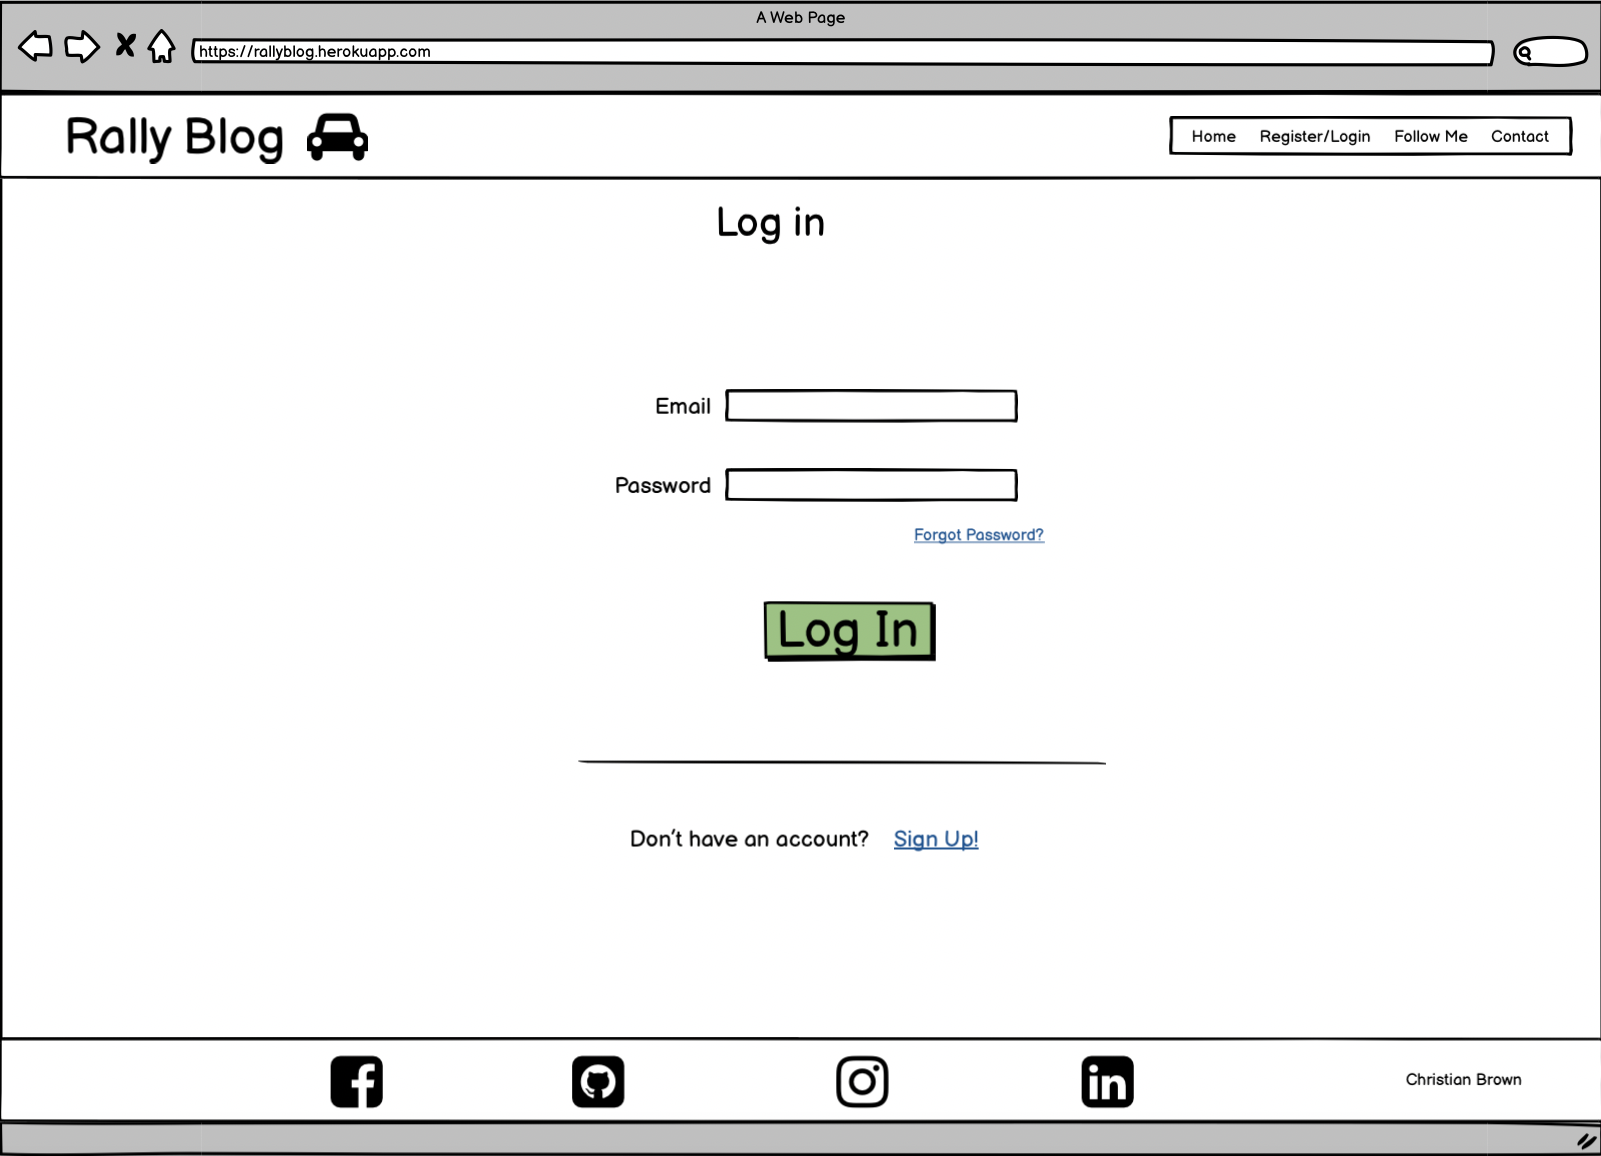 A Web Page
https://rallyblog.herokuapp.com
Rally Blog
Home Register/Login Follow Me Contact
Log in
Email
Password
Forgot Password?
Log In
Don't have an account? Sign Up!
Christian Brown